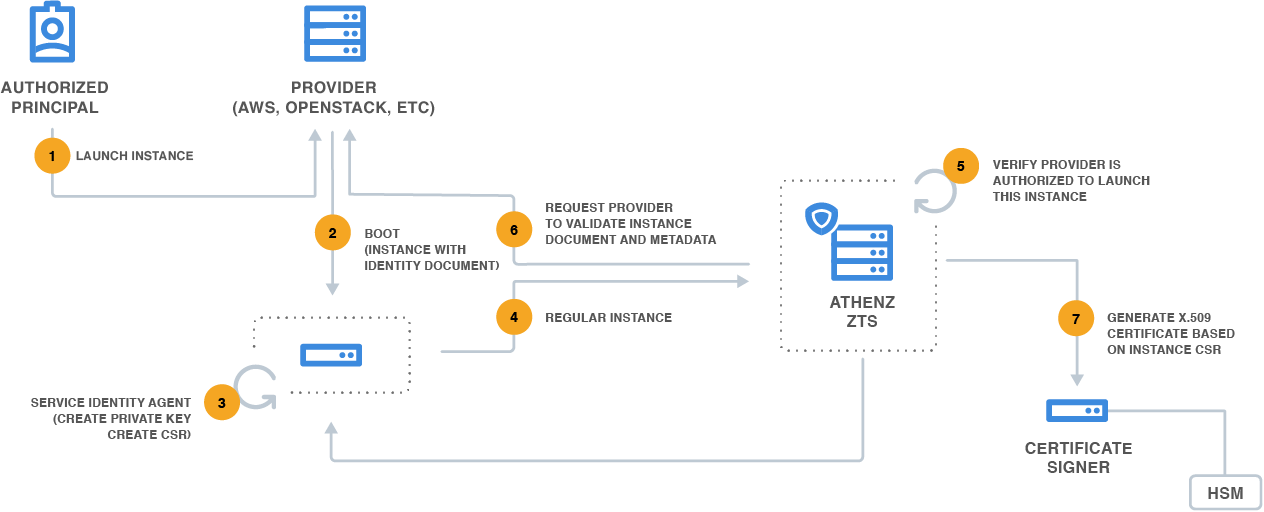 AUTHORIZED
PRINCIPAL
PROVIDER
(AWS, OPENSTACK, ETC)
1
LAUNCH INSTANCE
2
BOOT
(INSTANCE WITH
IDENTITY DOCUMENT)
3
SERVICE IDENTITY AGENT
(CREATE PRIVATE KEY
CREATE CSR)
4
REGULAR INSTANCE
5
VERIFY PROVIDER IS
AUTHORIZED TO LAUNCH
THIS INSTANCE
6
REQUEST PROVIDER
TO VALIDATE INSTANCE
DOCUMENT AND METADATA
ATHENZ
ZTS
7
GENERATE X.509
CERTIFICATE BASED
ON INSTANCE CSR
CERTIFICATE
SIGNER
HSM